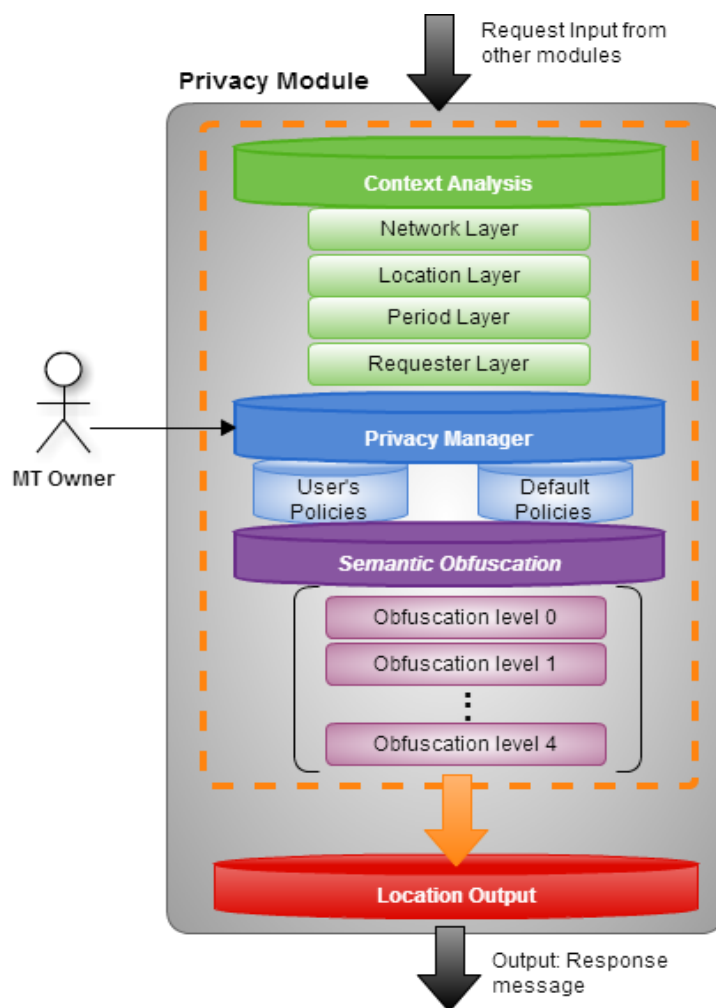 Request Input from
other modules
Privacy Module
Context Analysis
Network Layer
Location Layer
Period Layer
Requester Layer
MT Owner
Privacy Manager
User's
Policies
Default
Policies
Semantic Obfuscation
Obfuscation level 0
Obfuscation level 1
Obfuscation level 4
Location Output
Output: Response
message